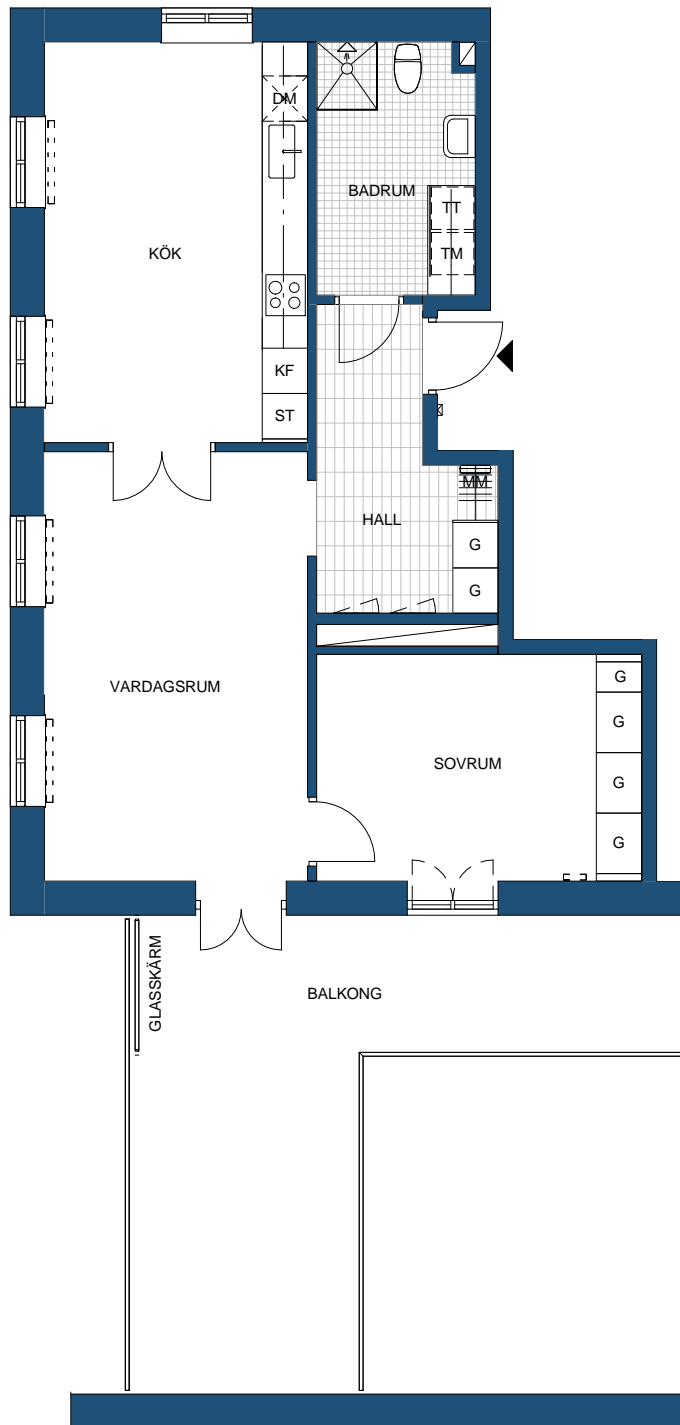 DM
BADRUM
TT
TM
KÖK
KF
ST
MM
HALL
G
G
VARDAGSRUM
G
G
SOVRUM
G
G
GLASSKÄRM
BALKONG